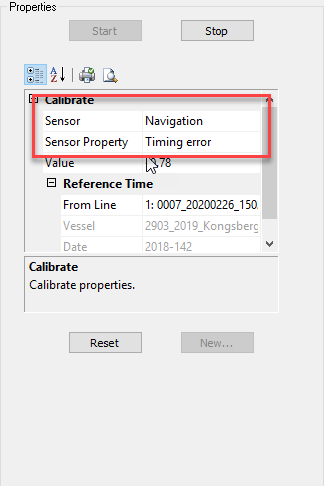 Properties
Start Stop
Calibrate
Sensor Navigation
Sensor Property Timing error
Value .78
Reference Time
From Line 1: 0007_20200226_150
Vessel 2903_2019_Kongsberg
Date 2018-142
Calibrate
Calibrate properties.
Reset New...